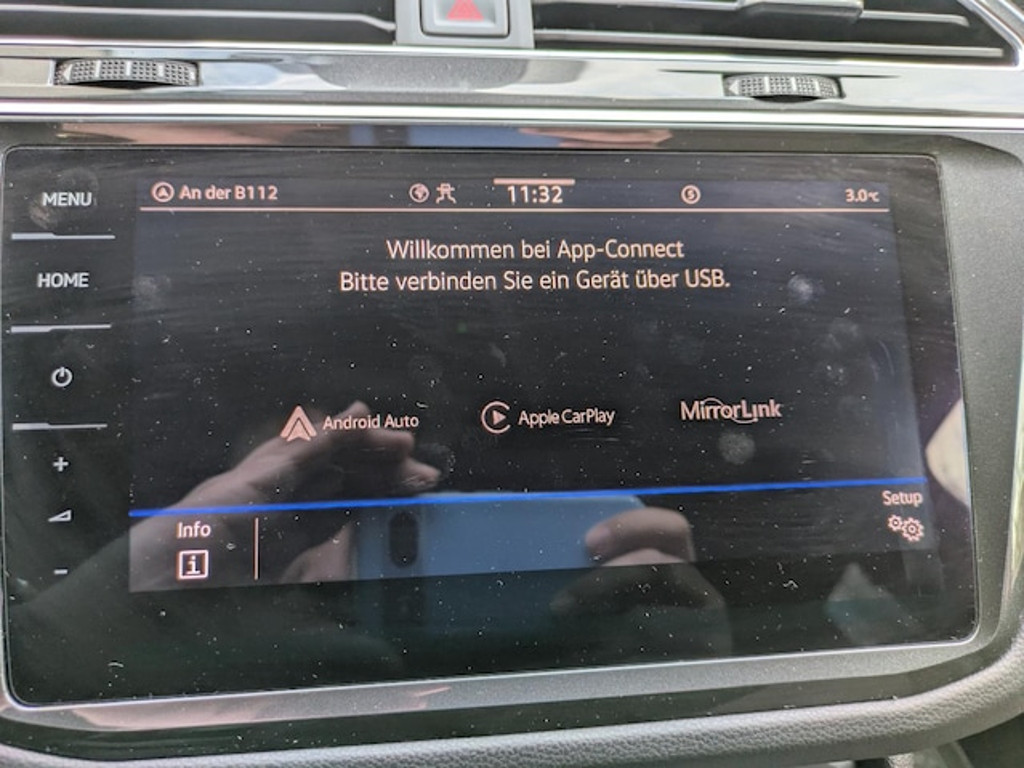 MENU
An der B112
11:32
S
3.0°C
Willkommen bei App-Connect
Bitte verbinden Sie ein Gerät über USB.
HOME
Android Auto
Apple CarPlay
MirrorLink
+
Setup
Info
i
-